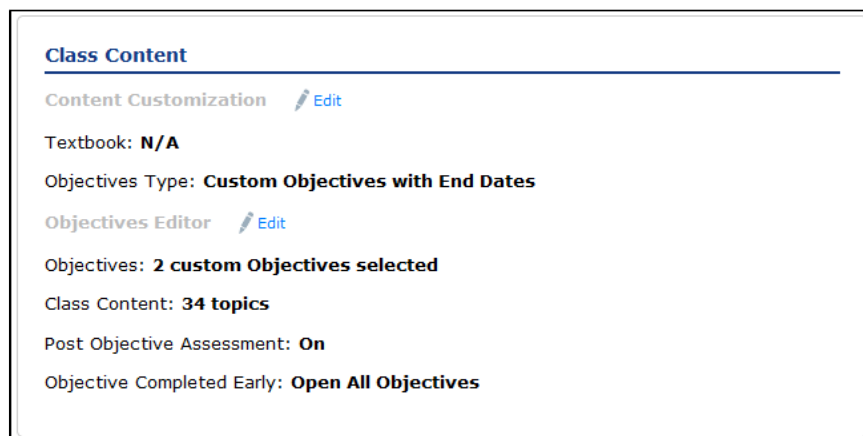 Class Content
Content Customization Edit
Textbook: N/A
Objectives Type: Custom Objectives with End Dates
Objectives Editor Edit
Objectives: 2 custom Objectives selected
Class Content: 34 topics
Post Objective Assessment: On
Objective Completed Early: Open All Objectives